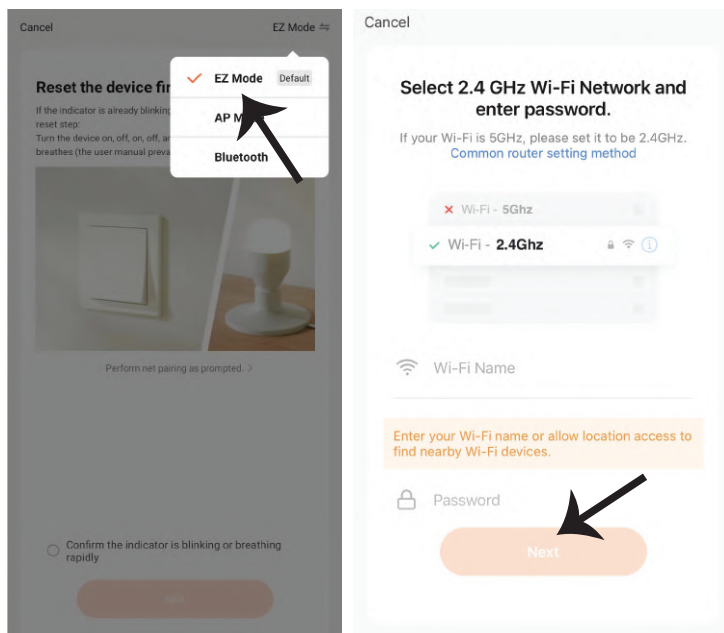 Cancel
EZ Mode
EZ Mode
Default
Reset the device
If the indicator is already blinking
reset step:
Turn the device on, off, on, off,
breathes (the user manual
Bluetooth
Perform net pairing as prompted. >
Confirm the indicator is blinking or breathing
rapidly
Cancel
Select 2.4 GHz Wi-Fi Network and
enter password.
If your Wi-Fi is 5GHz, please set it to be 2.4GHz.
Common router setting method
Wi-Fi - 5Ghz
Wi-Fi - 2.4Ghz
Wi-Fi Name
Enter your Wi-Fi name or allow location access to
find nearby Wi-Fi devices.
Password
Next